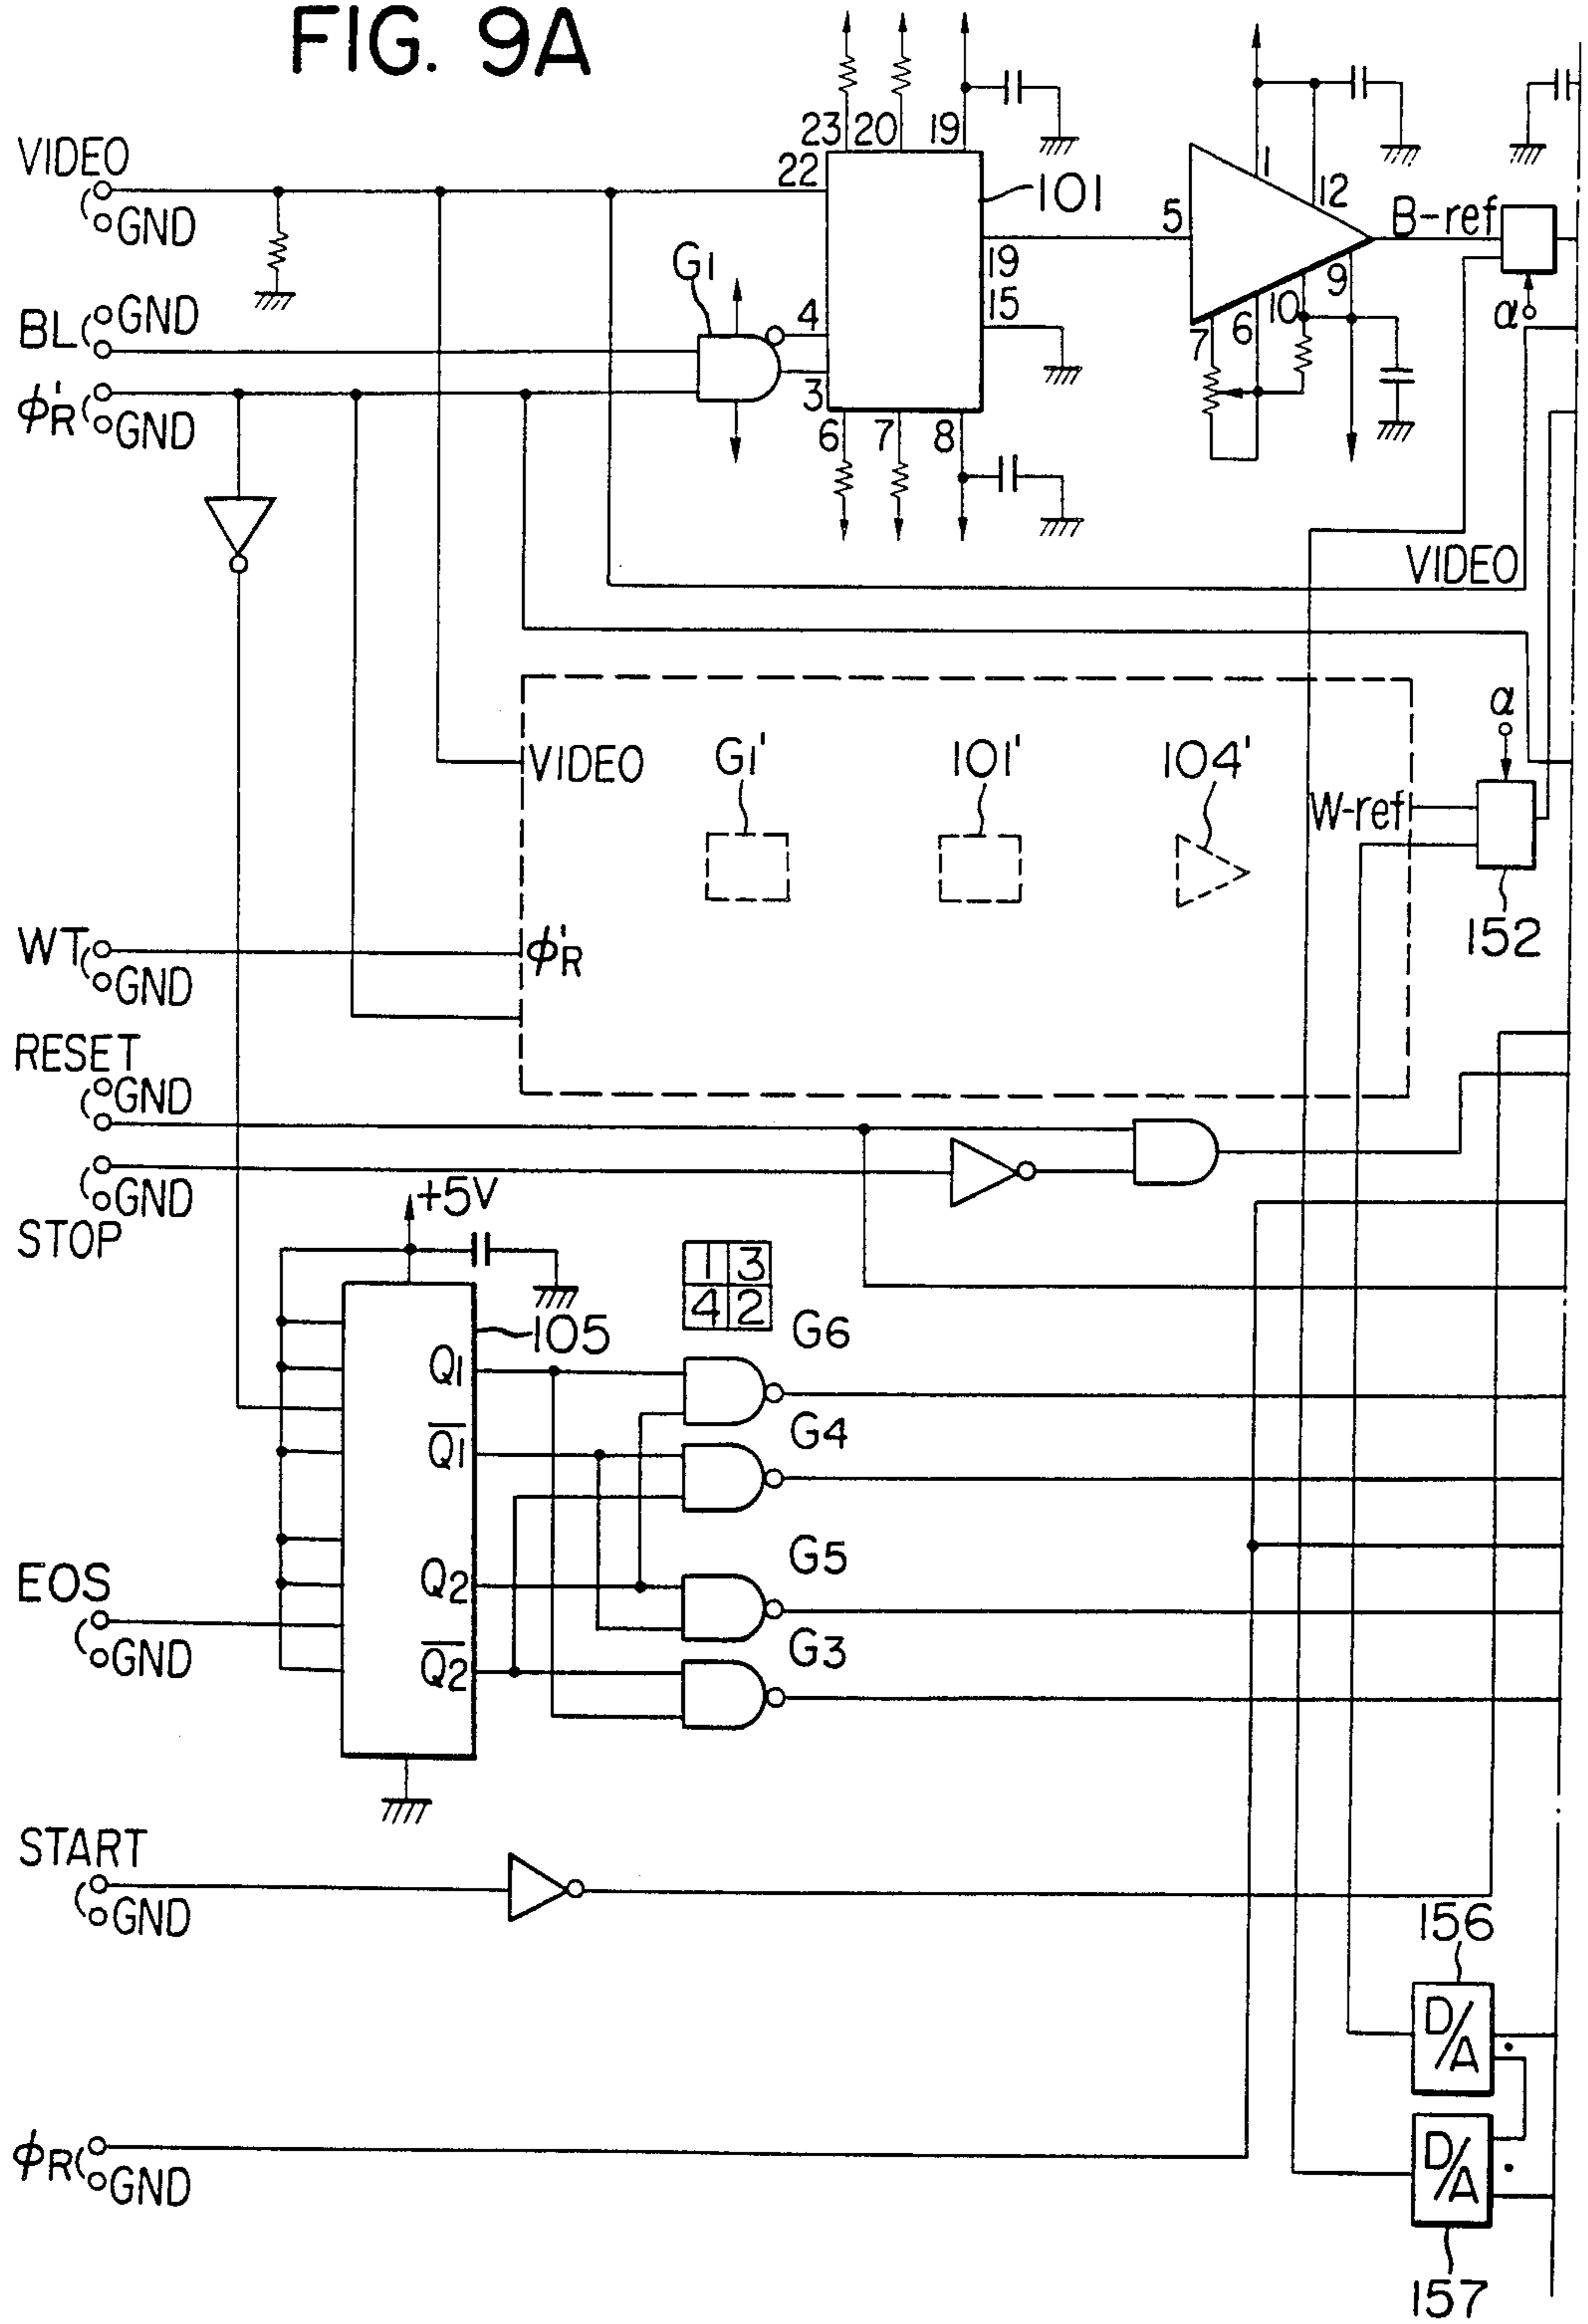 FIG. 9A
23 20 19
VIDEO
22
1
12
GND
101
5
B-ref
G1
19
9
BL
GND
4
15
10
α
7
6
3
φ'R
GND
6 7 8
VIDEO
α
VIDEO
G1'
101'
104'
W-ref
152
WT
φ'R
GND
RESET
GND
GND
+5V
STOP
1 3
4 2
105
G6
Q1
G4
Q̅1̅
G5
EOS
Q2
G3
GND
Q̅2̅
START
GND
156
D/A
φR
GND
D/A
157